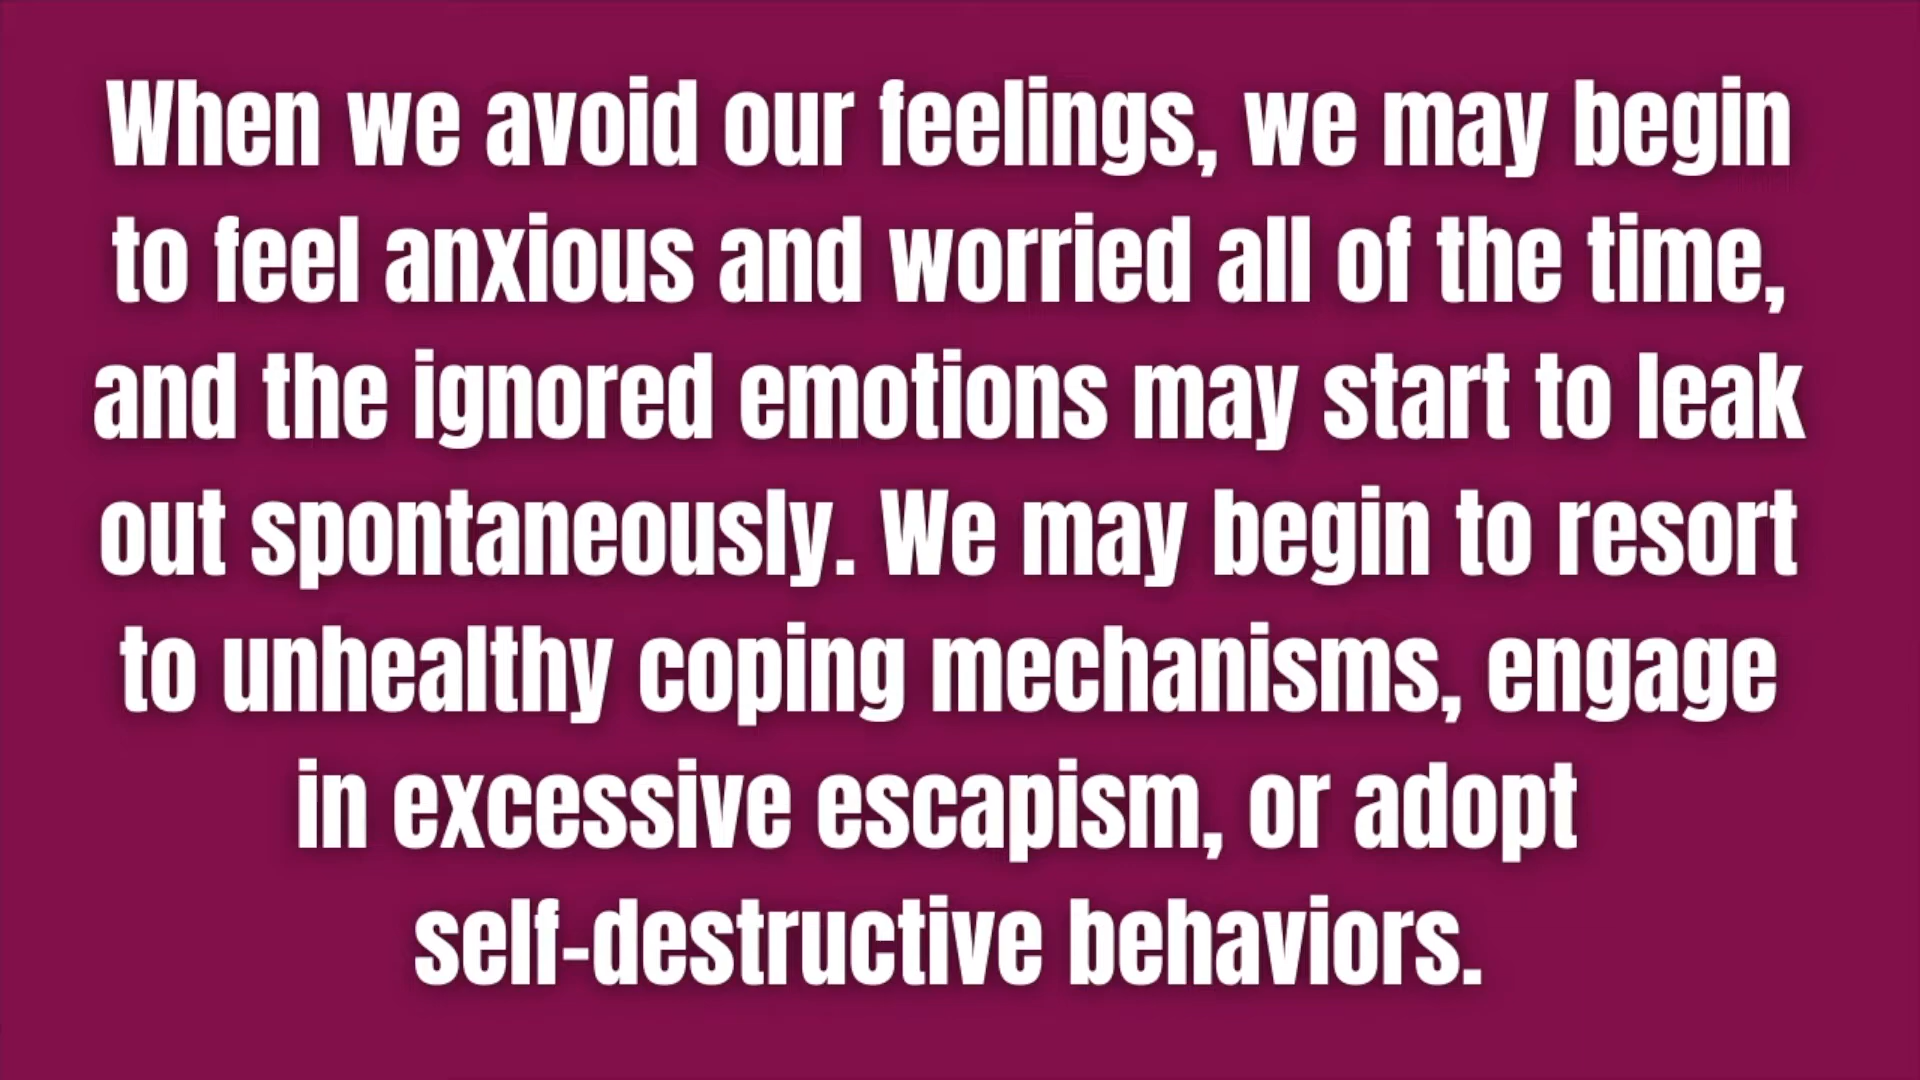 When we avoid our feelings, we may begin
to feel anxious and worried all of the time,
and the ignored emotions may start to leak
out spontaneously. We may begin to resort
to unhealthy coping mechanisms, engage
in excessive escapism, or adopt
self-destructive behaviors.